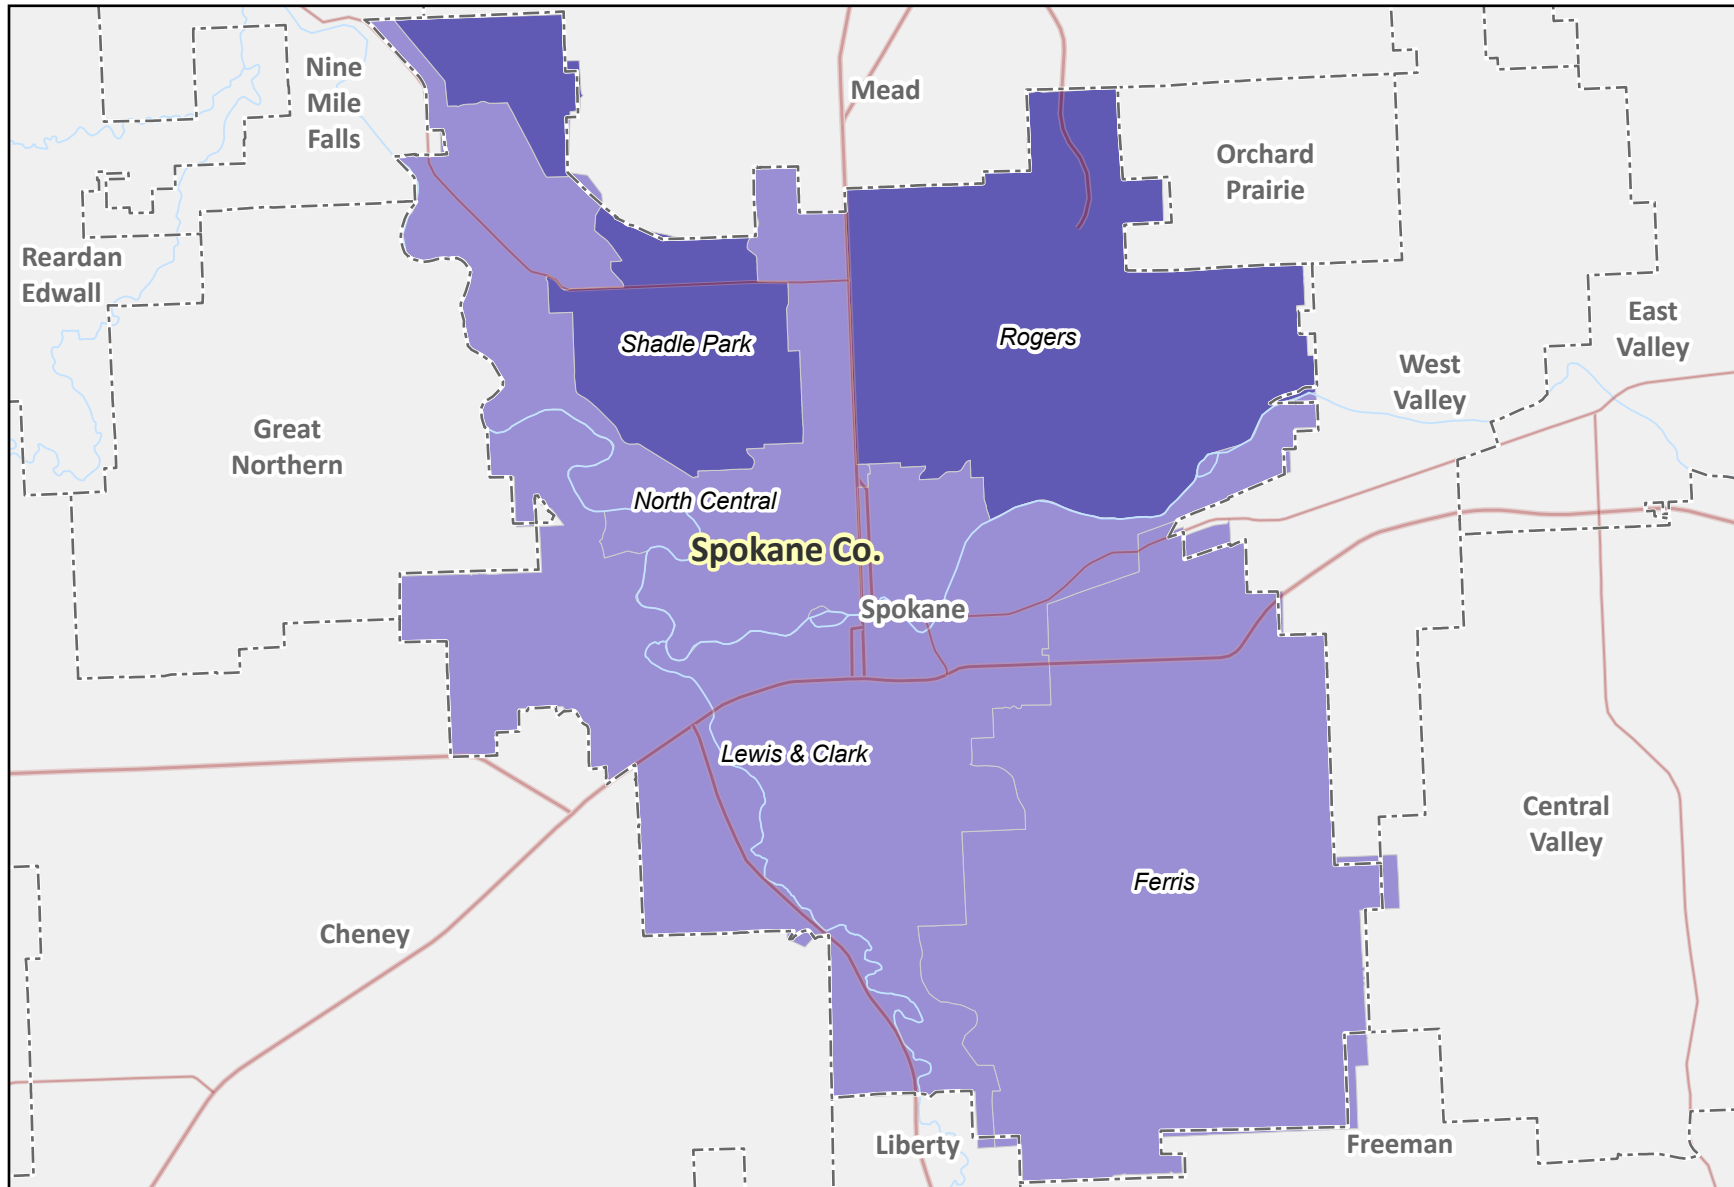 Nine
Mile
Falls
Mead
Orchard
Prairie
Reardan
Edwall
Shadle Park
Rogers
East
Valley
West
Valley
Great
Northern
North Central
Spokane Co.
Spokane
Lewis & Clark
Central
Valley
Ferris
Cheney
Liberty
Freeman